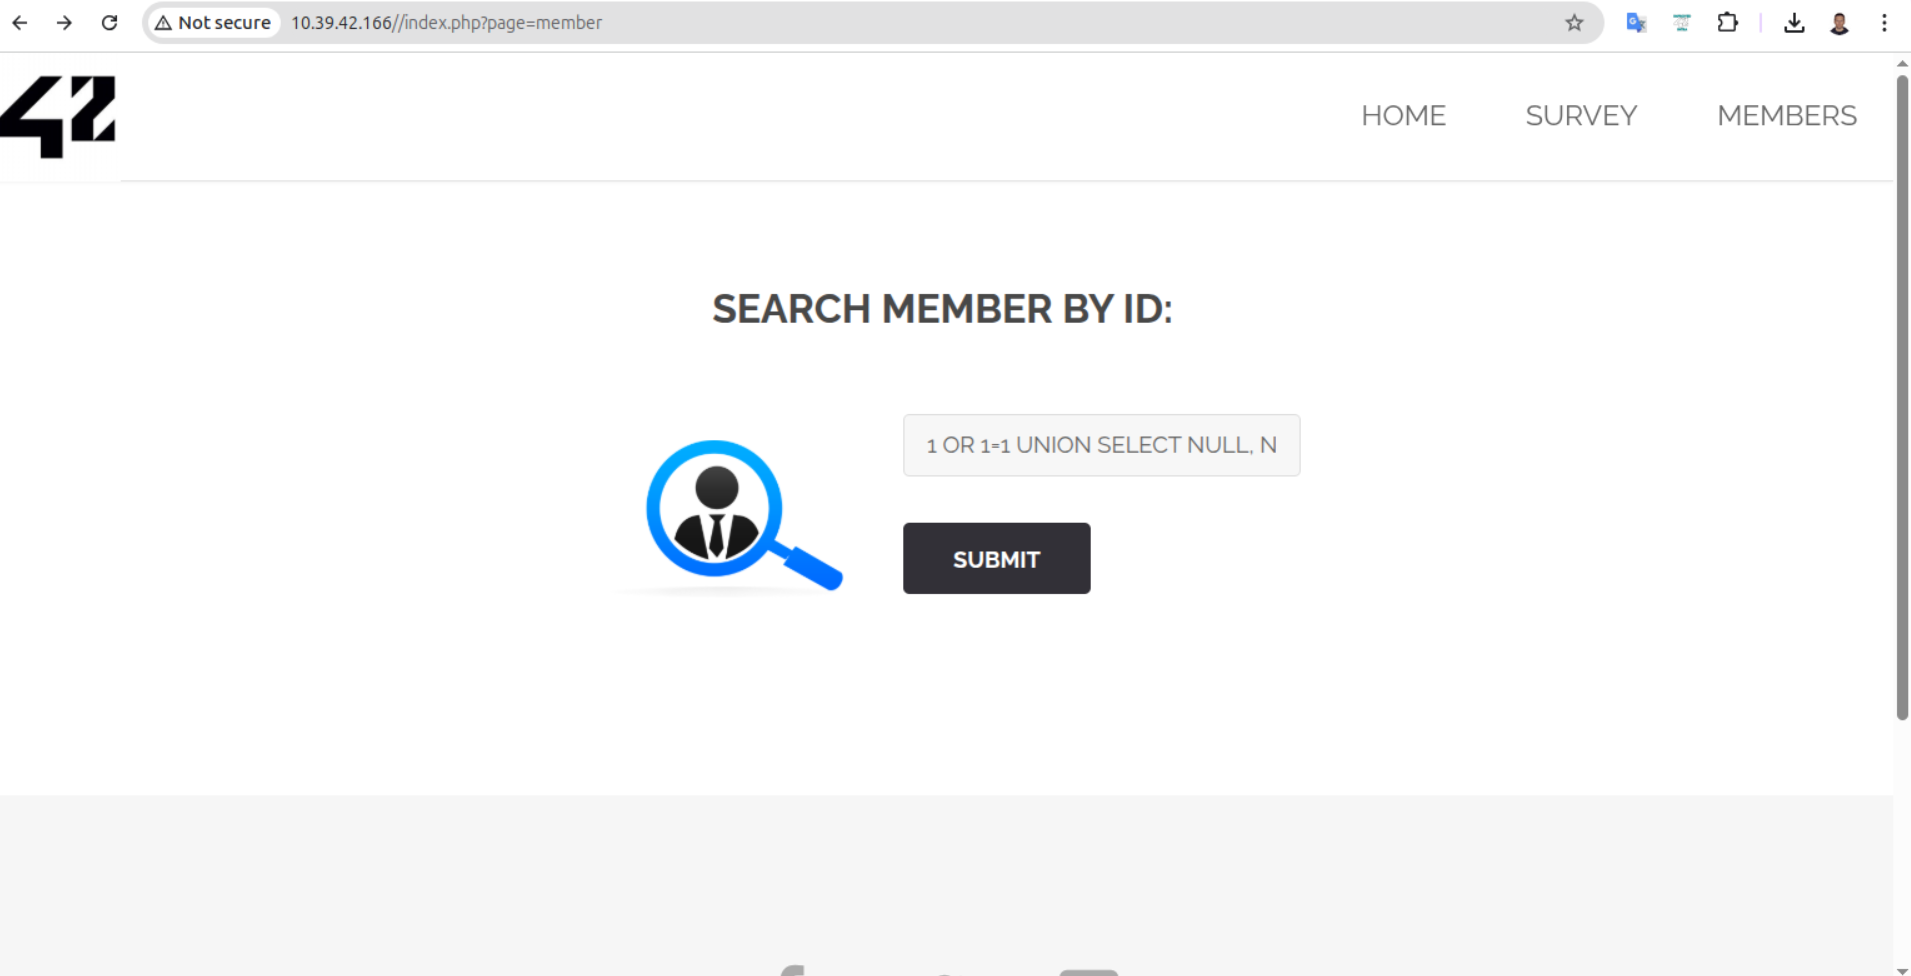 Not secure 10.39.42.166//index.php?page=member
42
HOME SURVEY MEMBERS
SEARCH MEMBER BY ID:
1 OR 1=1 UNION SELECT NULL, N
SUBMIT